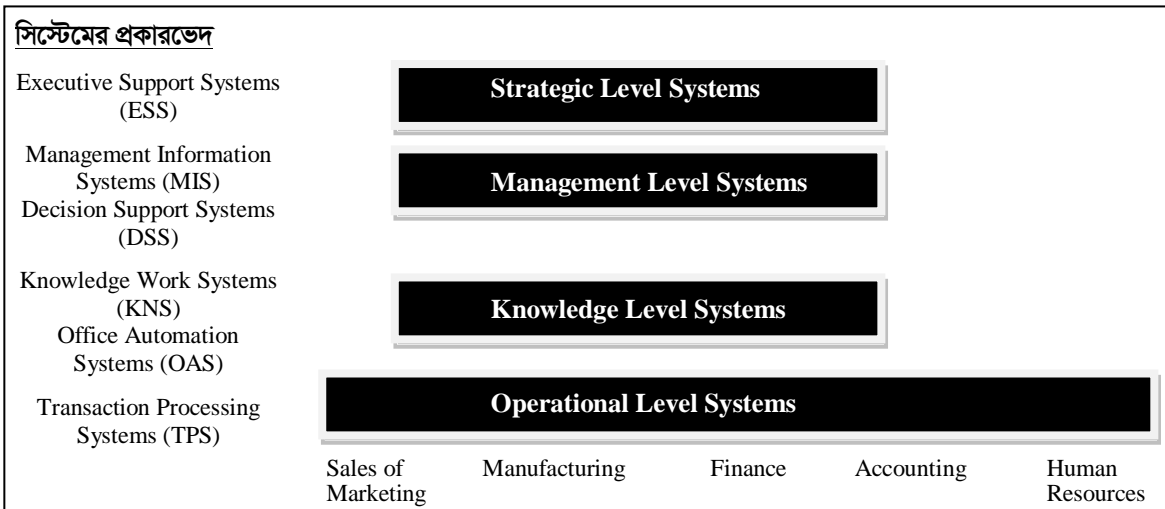 সিস্টেমের প্রকারভেদ
Executive Support Systems
(ESS)
Strategic Level Systems
Management Information
Systems (MIS)
Decision Support Systems
(DSS)
Management Level Systems
Knowledge Work Systems
(KNS)
Office Automation
Systems (OAS)
Knowledge Level Systems
Transaction Processing
Systems (TPS)
Operational Level Systems
Sales of
Marketing
Manufacturing
Finance
Accounting
Human
Resources